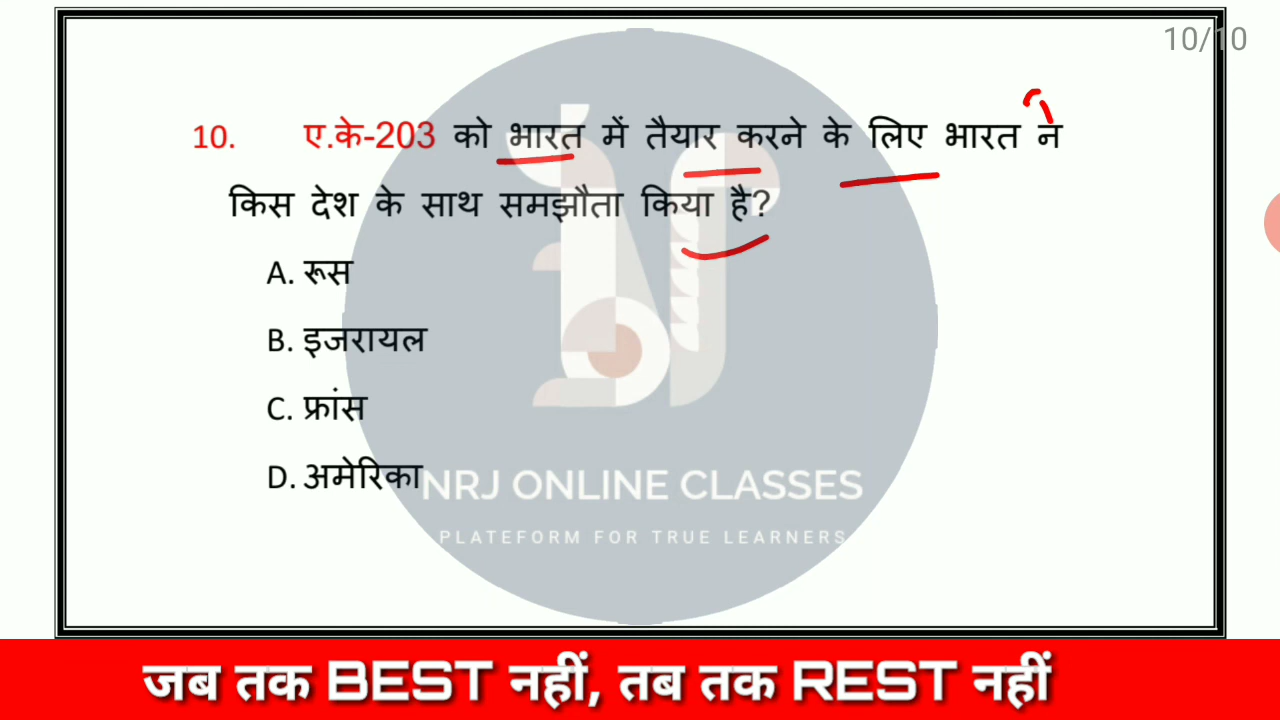 10/10
10. ए.के-203 को भारत में तैयार करने के लिए भारत न
किस देश के साथ समझौता किया है?
A. रूस
B. इजरायल
C. फ्रांस
D. अमेरिका
NRJ ONLINE CLASSES
PLATEFORM FOR TRUE LEARNERS
जब तक BEST नहीं, तब तक REST नहीं